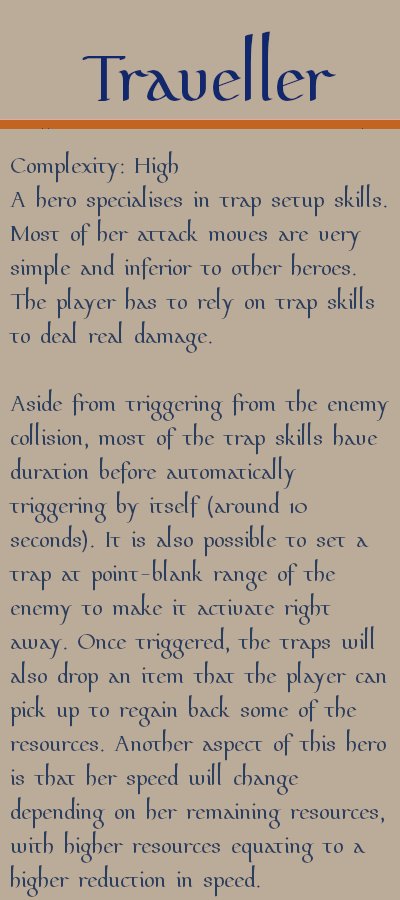 Traveller
Complexity: High
A hero specialises in trap setup skills.
Most of her attack moves are very
simple and inferior to other heroes.
The player has to rely on trap skills
to deal real damage.
Aside from triggering from the enemy
collision, most of the trap skills have
duration before automatically
triggering by itself (around 10
seconds). It is also possible to set a
trap at point-blank range of the
enemy to make it activate right
away. Once triggered, the traps will
also drop an item that the player can
pick up to regain back some of the
resources. Another aspect of this hero
is that her speed will change
depending on her remaining resources,
with higher resources equating to a
higher reduction in speed.